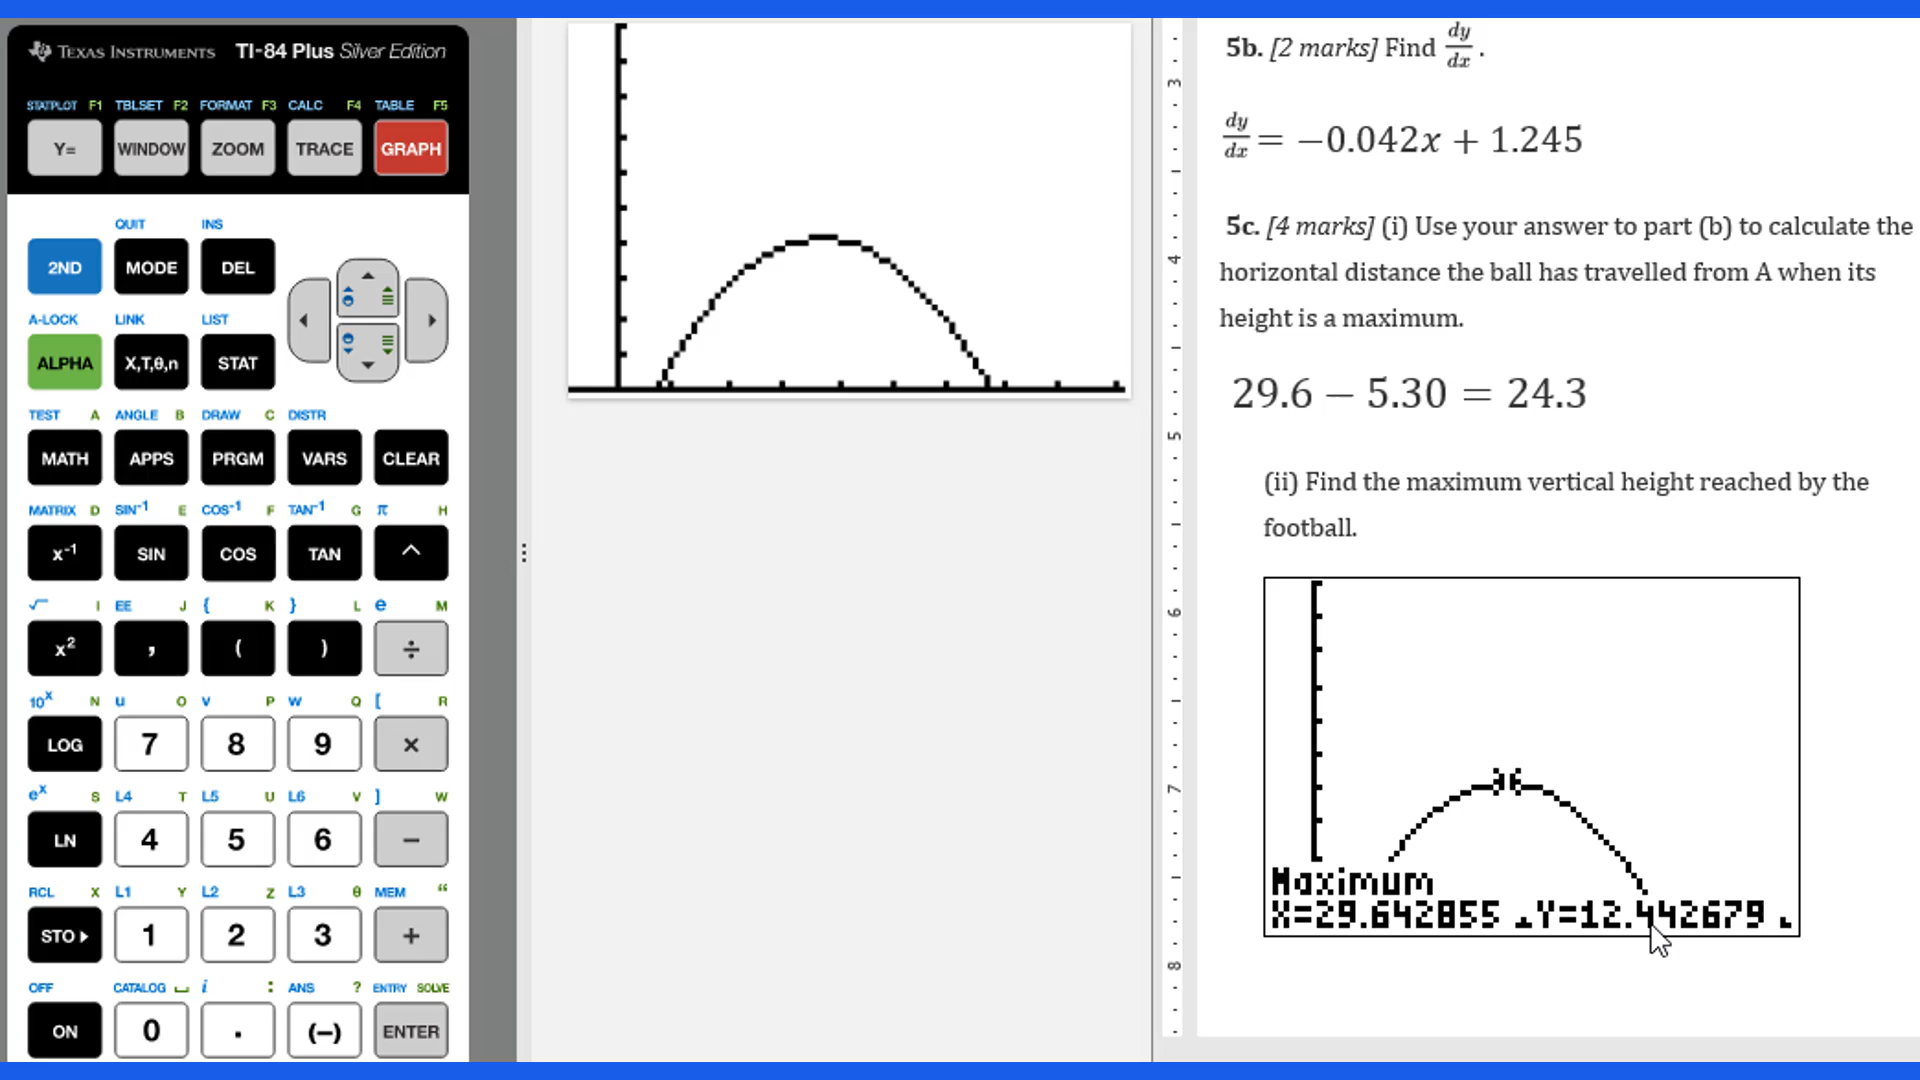 TEXAS INSTRUMENTS TI-84 Plus Silver Edition
STATPLOT F1 TBLSET F2 FORMAT F3 CALC F4 TABLE F5
Y= WINDOW ZOOM TRACE GRAPH
QUIT INS
2ND MODE DEL
A-LOCK LINK LIST
ALPHA X,T,θ,n STAT
TEST A ANGLE B DRAW C DISTR
MATH APPS PRGM VARS CLEAR
MATRIX D SIN⁻¹ E COS⁻¹ F TAN⁻¹ G π H
x⁻¹ SIN COS TAN ^
√ I EE J { K } L e M
x² , ( ) ÷
10ˣ N u O v P w Q [ R
LOG 7 8 9 ×
eˣ S L4 T L5 U L6 V ] W
LN 4 5 6 −
RCL X L1 Y L2 Z L3 θ MEM “
STO▸ 1 2 3 +
OFF CATALOG ⎵ i : ANS ? ENTRY SOLVE
ON 0 . (−) ENTER
3
4
5
6
7
8
5b. [2 marks] Find dy/dx .
dy/dx = −0.042x + 1.245
5c. [4 marks] (i) Use your answer to part (b) to calculate the
horizontal distance the ball has travelled from A when its
height is a maximum.
29.6 − 5.30 = 24.3
(ii) Find the maximum vertical height reached by the
football.
Maximum
X=29.642855 Y=12.442679